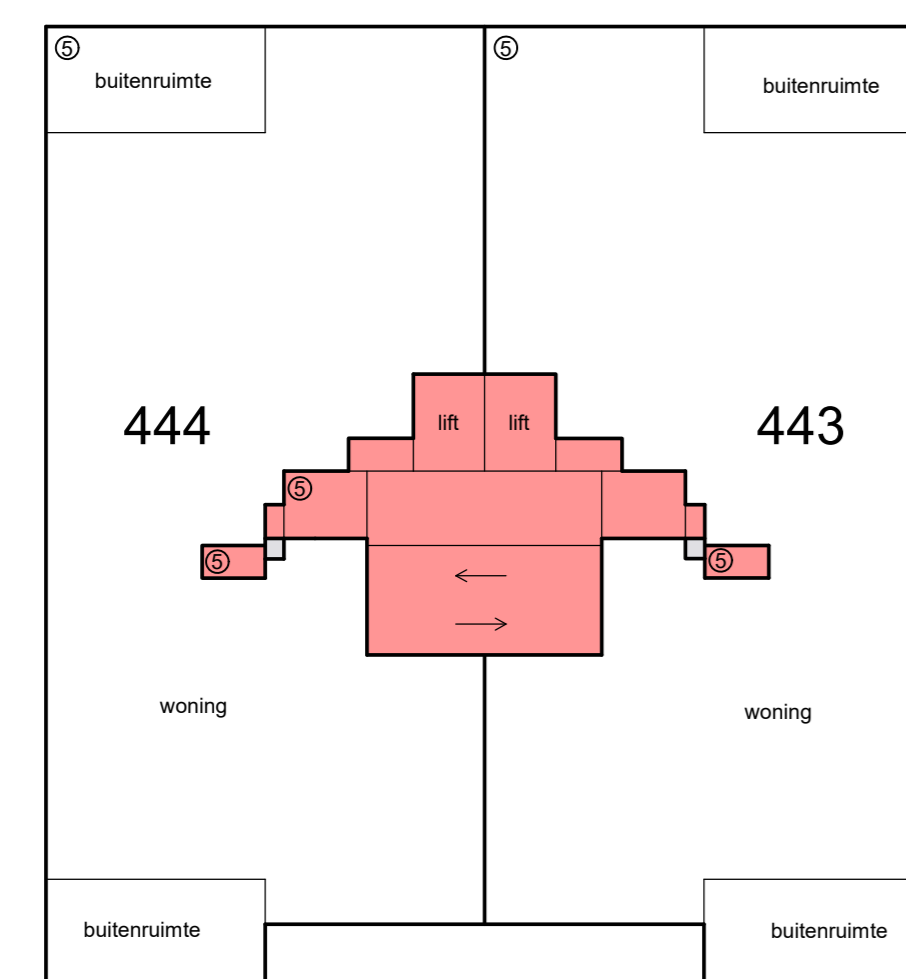 ⑤
⑤
buitenruimte
buitenruimte
lift
lift
444
443
⑤
⑤
⑤
woning
woning
buitenruimte
buitenruimte